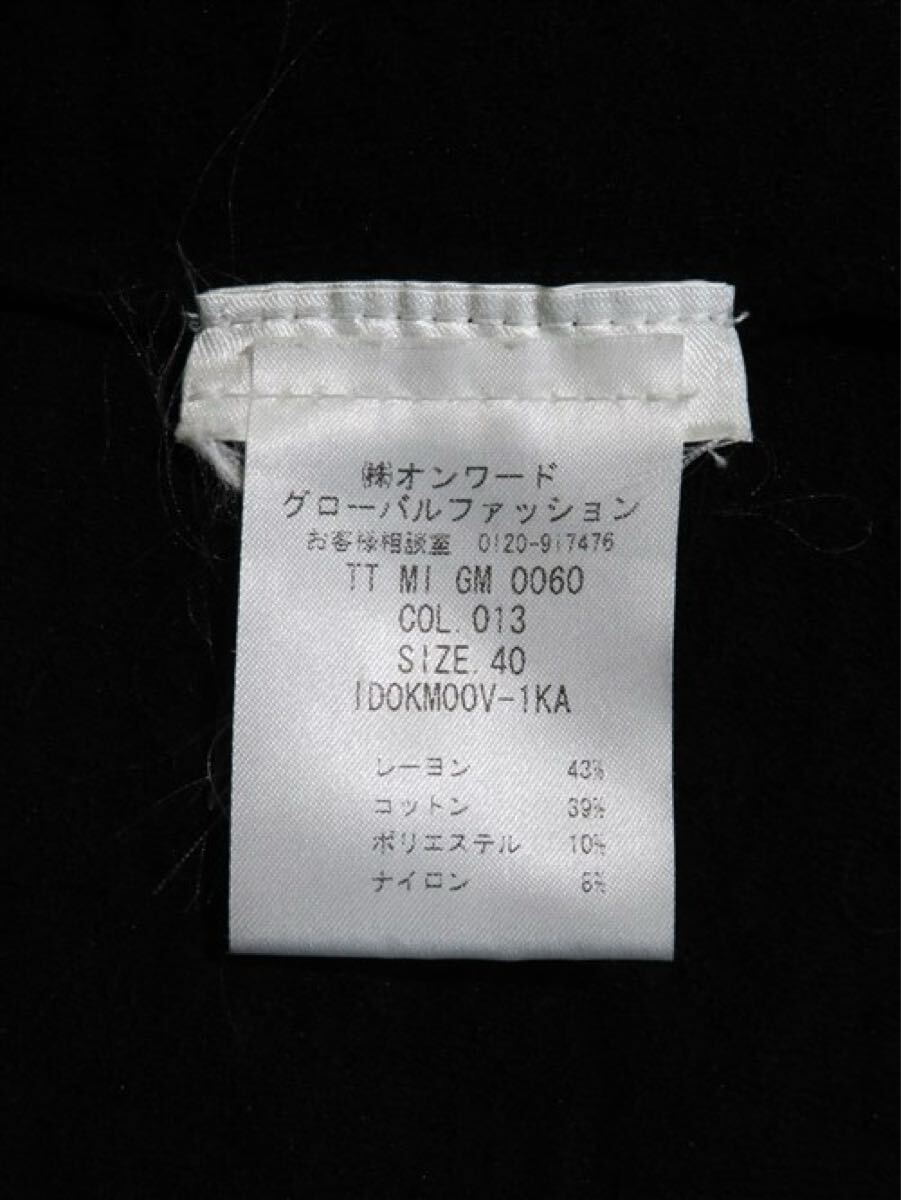 ㈱オンワード
グローバルファッション
お客様相談室 0120-917476
TT MI GM 0060
COL.013
SIZE.40
IDOKMOOV-1KA
レーヨン 43%
コットン 39%
ポリエステル 10%
ナイロン 8%